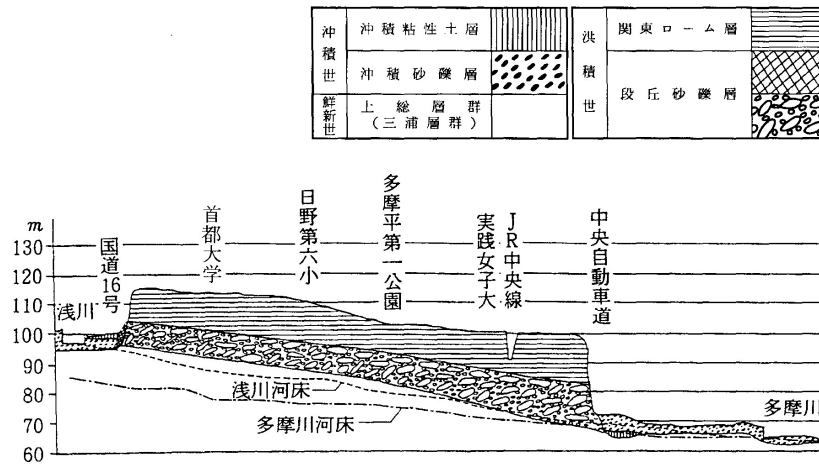 沖積世
沖積粘性土層
沖積砂礫層
鮮新世
上総層群
(三浦層群)
洪積世
関東ローム層
段丘砂礫層
m
130
120
110
100
90
80
70
60
浅川
国道16号
首都大学
日野第六小
多摩平第一公園
実践女子大
JR中央線
中央自動車道
浅川河床
多摩川河床
多摩川